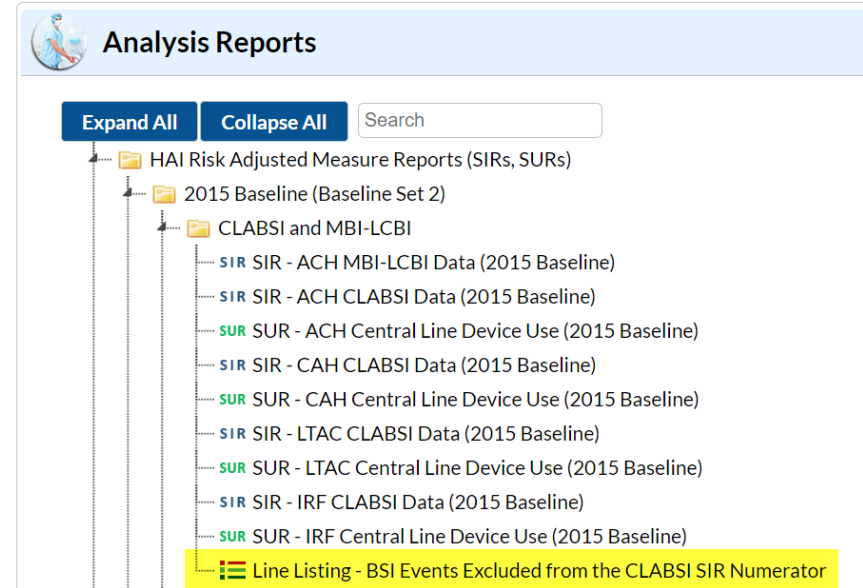 Analysis Reports
Expand All Collapse All Search
HAI Risk Adjusted Measure Reports (SIRs, SURs)
2015 Baseline (Baseline Set 2)
CLABSI and MBI-LCBI
SIR SIR - ACH MBI-LCBI Data (2015 Baseline)
SIR SIR - ACH CLABSI Data (2015 Baseline)
SUR SUR - ACH Central Line Device Use (2015 Baseline)
SIR SIR - CAH CLABSI Data (2015 Baseline)
SUR SUR - CAH Central Line Device Use (2015 Baseline)
SIR SIR - LTAC CLABSI Data (2015 Baseline)
SUR SUR - LTAC Central Line Device Use (2015 Baseline)
SIR SIR - IRF CLABSI Data (2015 Baseline)
SUR SUR - IRF Central Line Device Use (2015 Baseline)
Line Listing - BSI Events Excluded from the CLABSI SIR Numerator